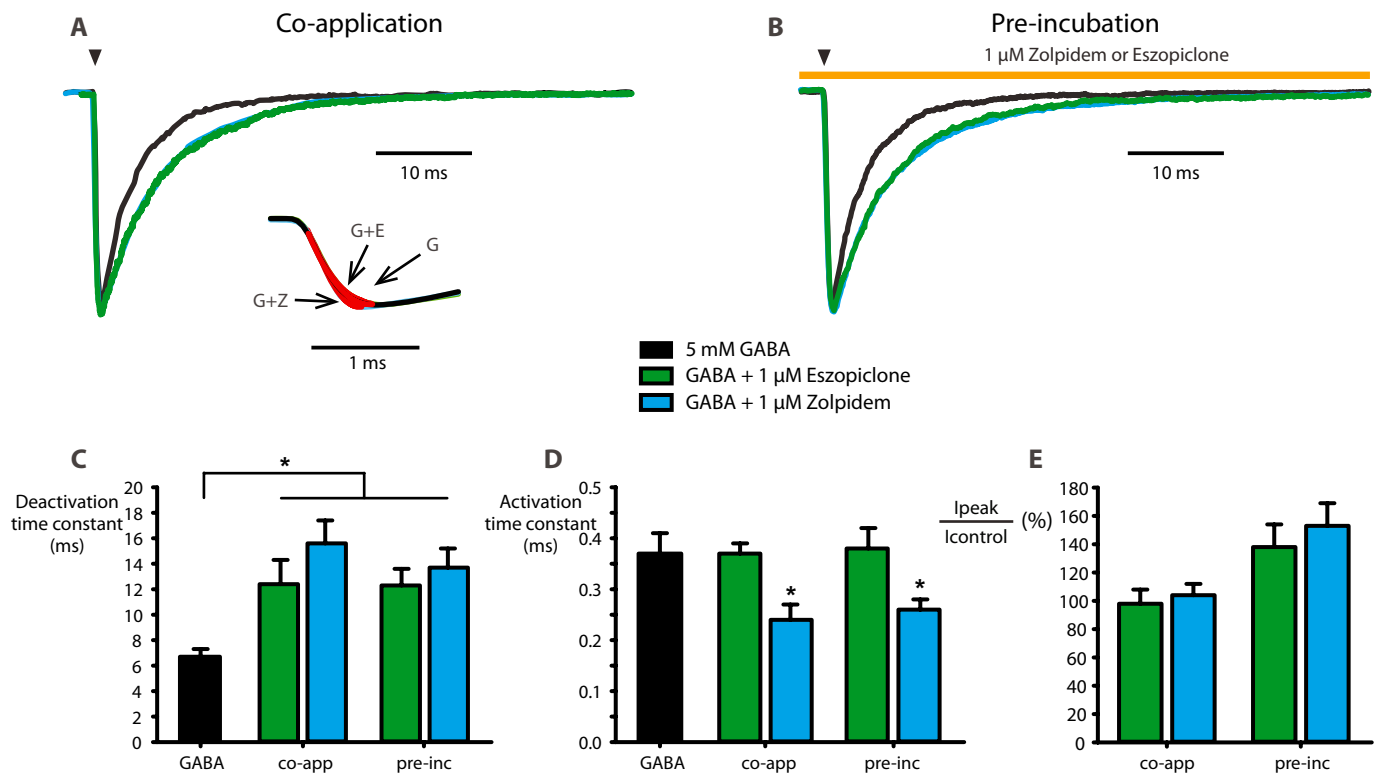 A
Co-application
B
Pre-incubation
1 µM Zolpidem or Eszopiclone
10 ms
10 ms
G+E
G
G+Z
1 ms
5 mM GABA
GABA + 1 µM Eszopiclone
GABA + 1 µM Zolpidem
C
*
Deactivation
time constant
(ms)
20
18
16
14
12
10
8
6
4
2
0
GABA
co-app
pre-inc
D
Activation
time constant
(ms)
0.5
0.4
0.3
0.2
0.1
0.0
*
*
GABA
co-app
pre-inc
E
Ipeak
Icontrol
(%)
180
160
140
120
100
80
60
40
20
0
co-app
pre-inc